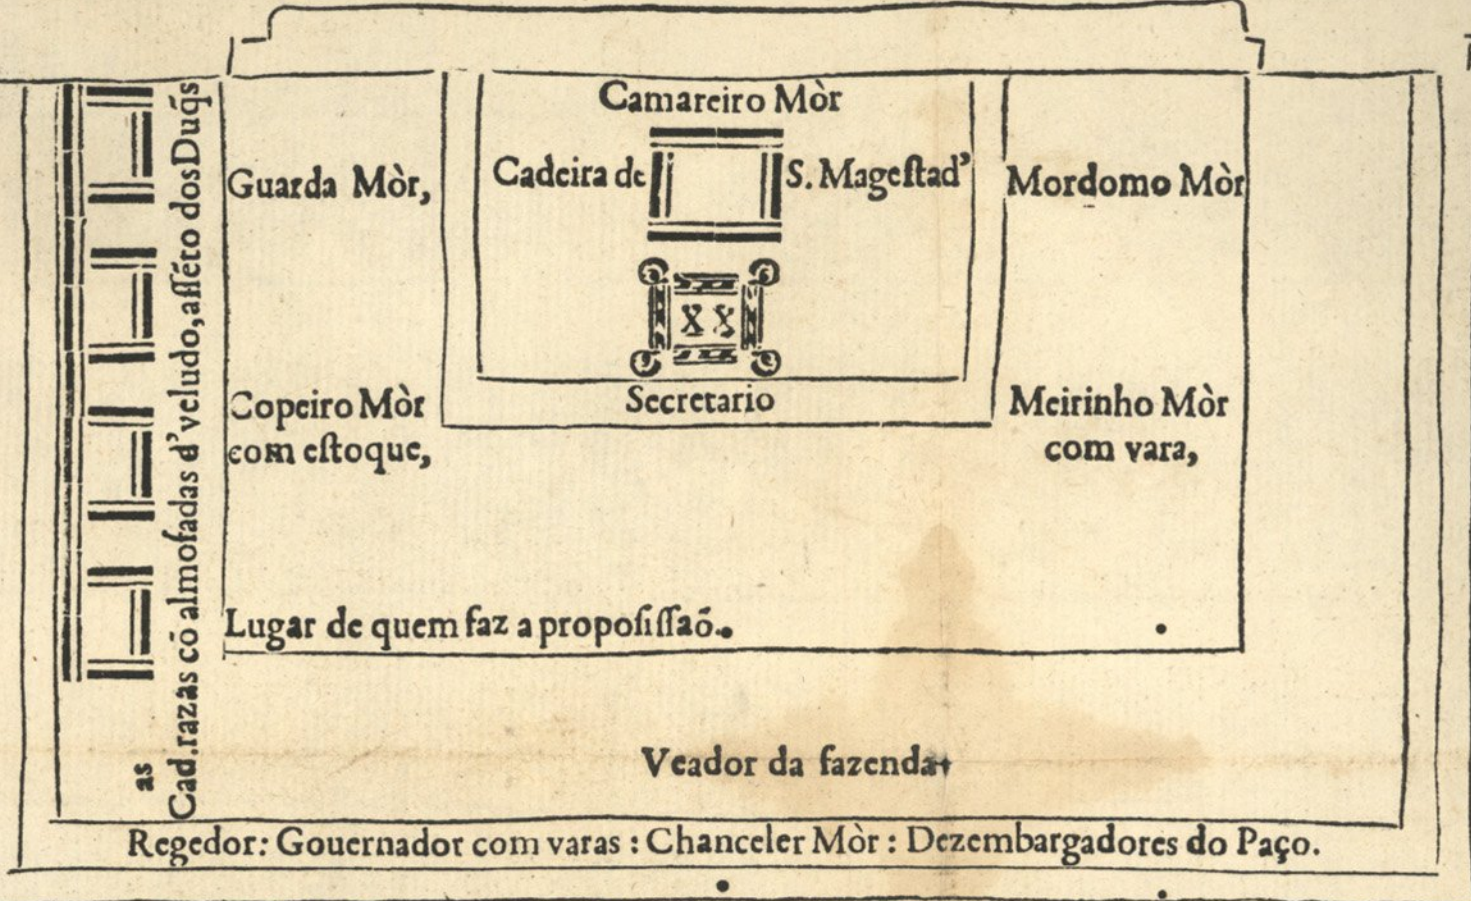 Camareiro Mòr
Cadeira de S. Mageſtad’
Guarda Mòr,
Mordomo Mòr
X X
Secretario
Copeiro Mòr
com eſtoque,
Meirinho Mòr
com vara,
Lugar de quem faz a propoſiſſaõ.
Cad.as razas cõ almofadas d’veludo, aſſẽto dos Duq̃s
Veador da fazenda
Regedor: Gouernador com varas : Chanceler Mòr : Dezembargadores do Paço.